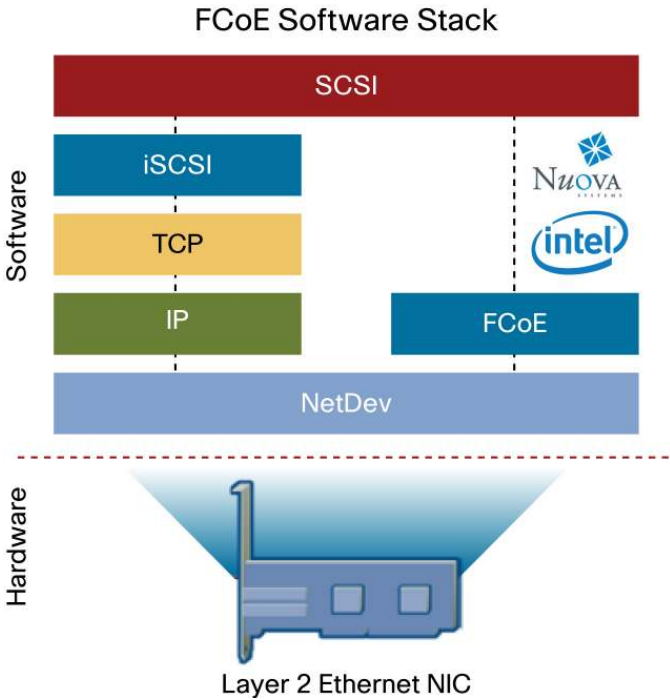 FCoE Software Stack
SCSI
iSCSI
TCP
IP
NUOVA
SYSTEMS
intel
FCoE
NetDev
Software
Hardware
Layer 2 Ethernet NIC